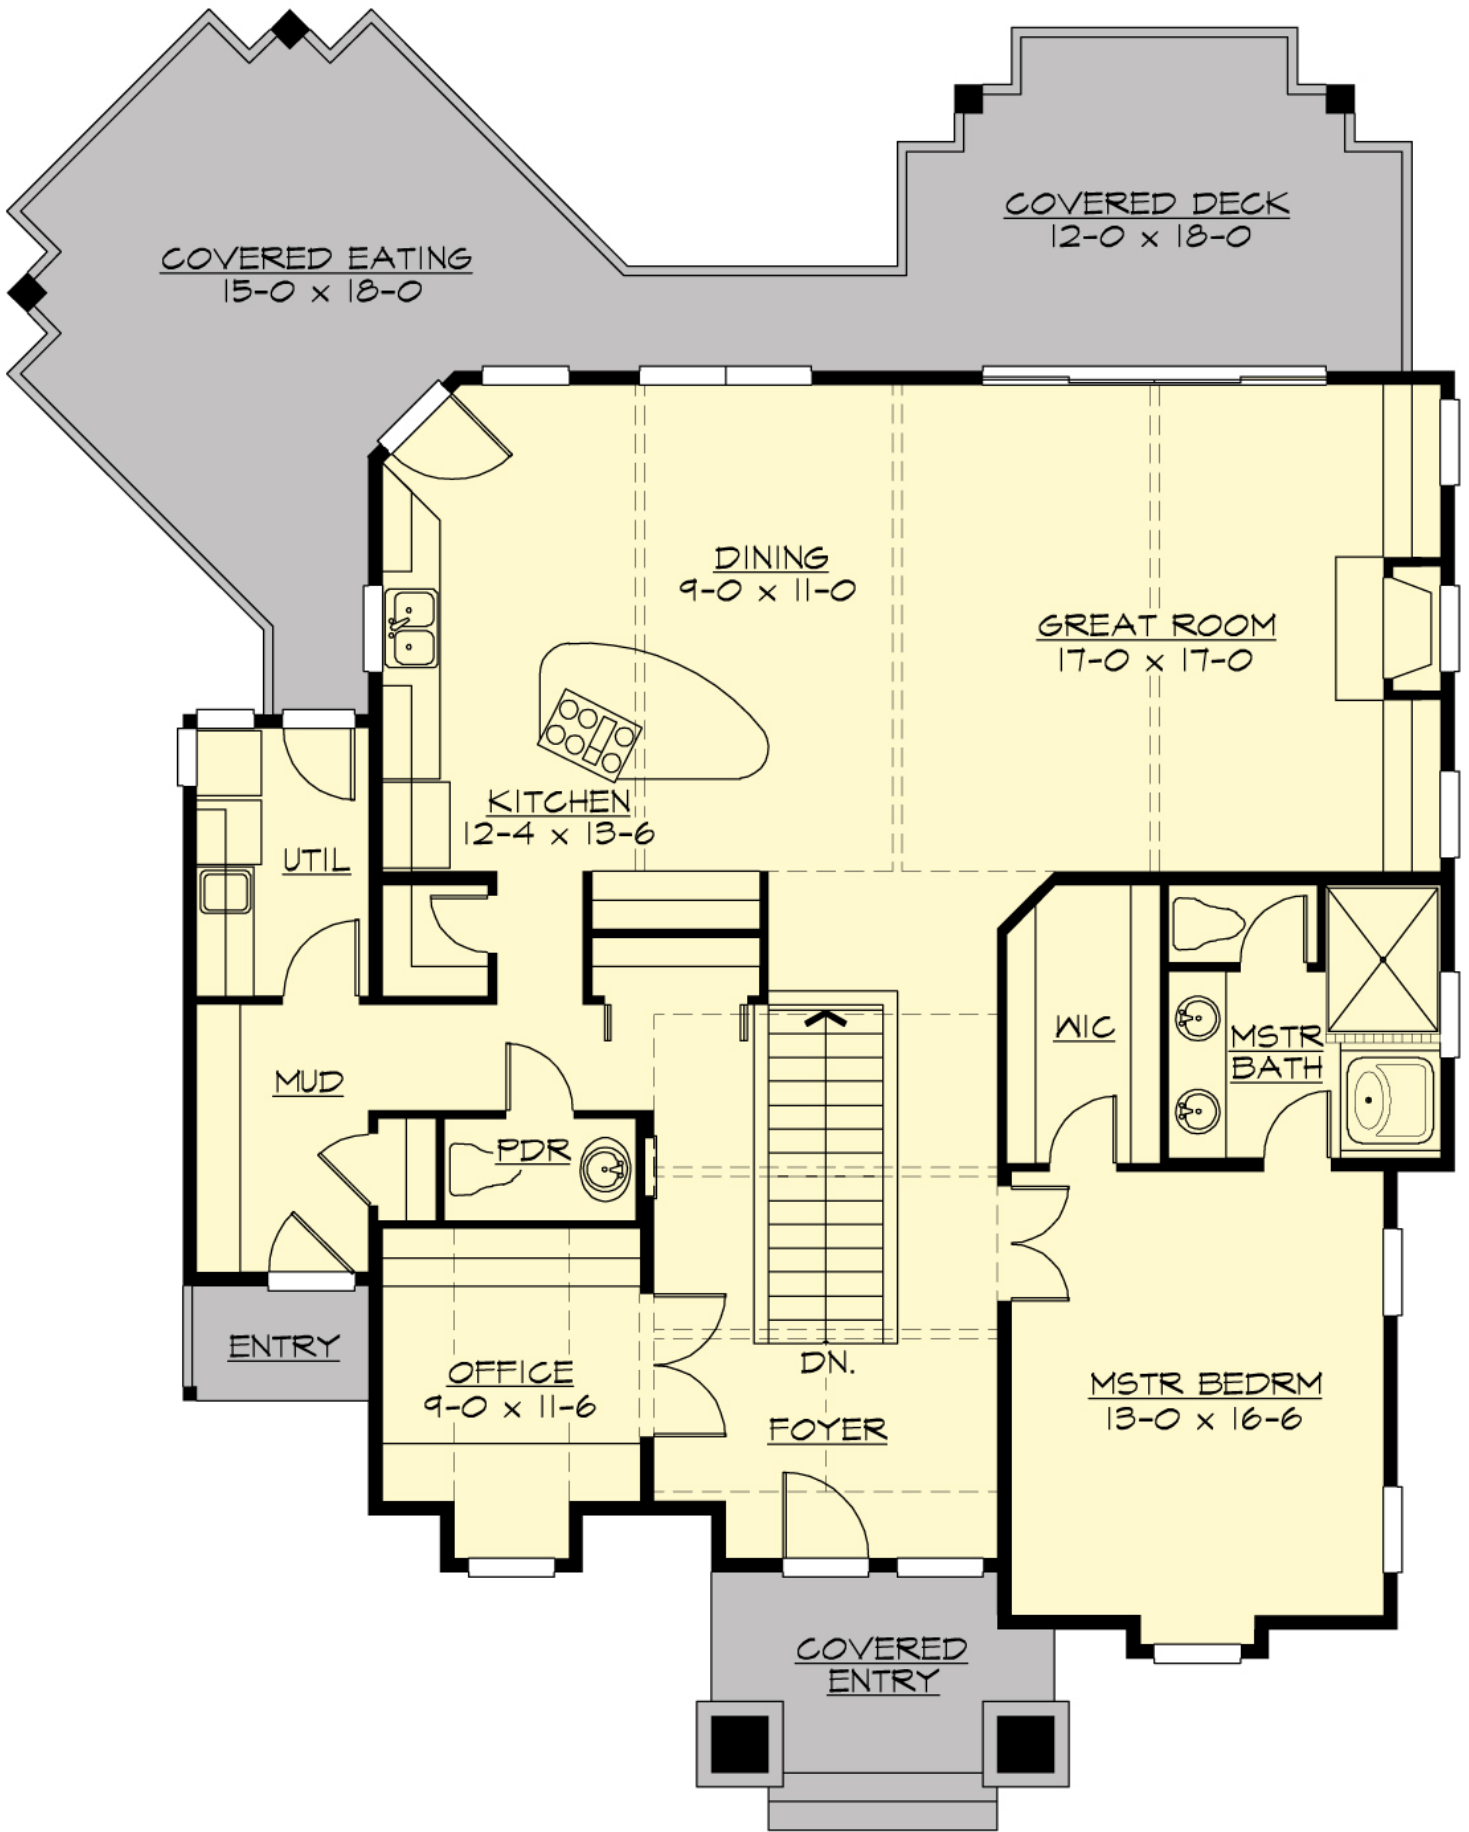 COVERED DECK
12-0 x 18-0
COVERED EATING
15-0 x 18-0
DINING
9-0 x 11-0
GREAT ROOM
17-0 x 17-0
KITCHEN
12-4 x 13-6
UTIL
WIC
MSTR
BATH
MUD
PDR
ENTRY
OFFICE
9-0 x 11-6
DN.
FOYER
MSTR BEDRM
13-0 x 16-6
COVERED
ENTRY